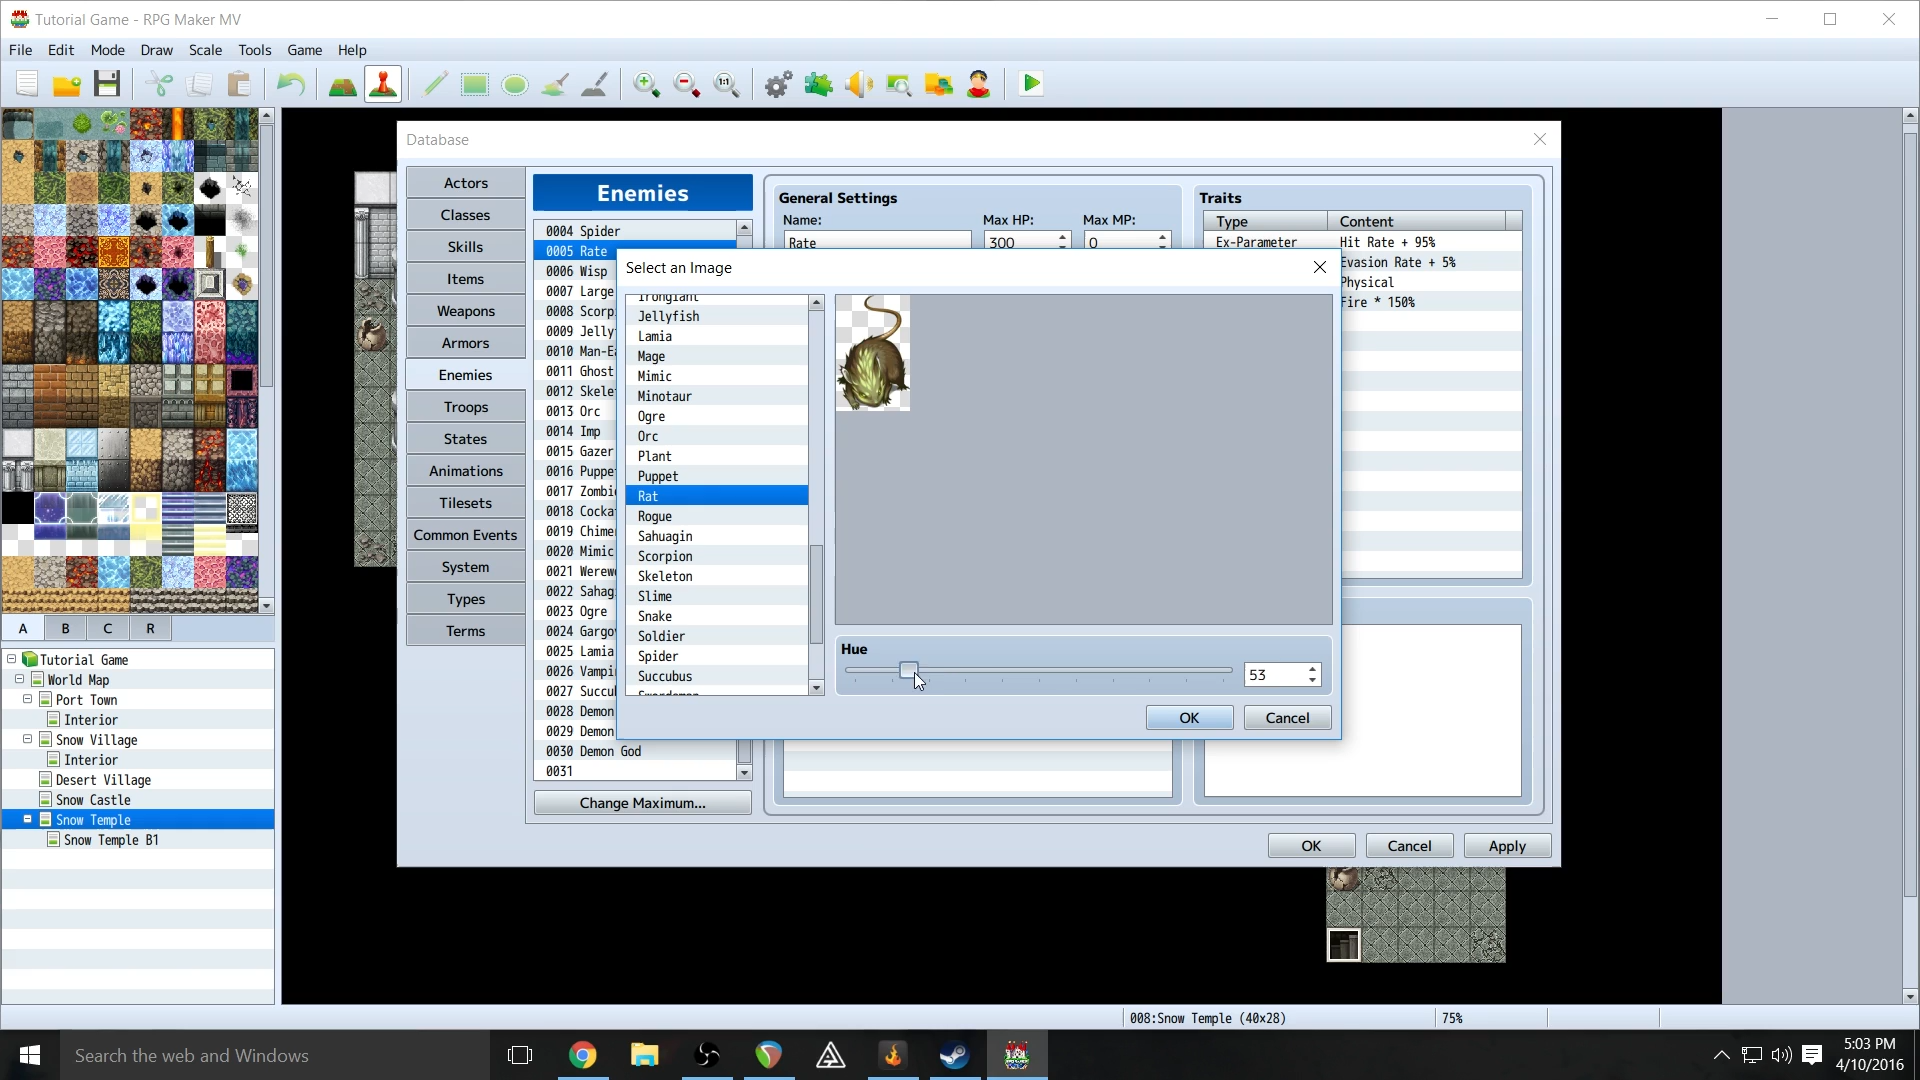 Tutorial Game - RPG Maker MV
File Edit Mode Draw Scale Tools Game Help
1:1
Database
Actors
Classes
Skills
Items
Weapons
Armors
Enemies
Troops
States
Animations
Tilesets
Common Events
System
Types
Terms
Enemies
0004 Spider
0005 Rate
0006 Wisp
0007 Large
0008 Scorp
0009 Jelly
0010 Man-E
0011 Ghost
0012 Skele
0013 Orc
0014 Imp
0015 Gazer
0016 Puppe
0017 Zombi
0018 Cocka
0019 Chime
0020 Mimic
0021 Werew
0022 Sahag
0023 Ogre
0024 Gargo
0025 Lamia
0026 Vampi
0027 Succu
0028 Demon
0029 Demon
0030 Demon God
0031
Change Maximum...
General Settings
Name: Max HP: Max MP:
Rate 300 0
Traits
Type Content
Ex-Parameter Hit Rate + 95%
Evasion Rate + 5%
Physical
Fire * 150%
Select an Image
Irongiant
Jellyfish
Lamia
Mage
Mimic
Minotaur
Ogre
Orc
Plant
Puppet
Rat
Rogue
Sahuagin
Scorpion
Skeleton
Slime
Snake
Soldier
Spider
Succubus
Swordsman
Hue
53
OK Cancel
OK Cancel Apply
A B C R
Tutorial Game
World Map
Port Town
Interior
Snow Village
Interior
Desert Village
Snow Castle
Snow Temple
Snow Temple B1
008:Snow Temple (40x28) 75%
Search the web and Windows
5:03 PM
4/10/2016